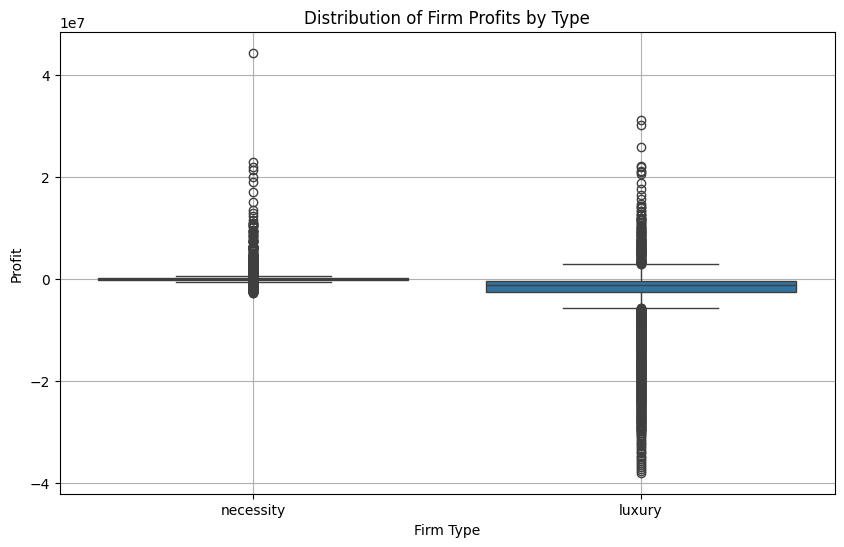 Distribution of Firm Profits by Type
1e7
4
2
0
−2
−4
Profit
necessity
luxury
Firm Type